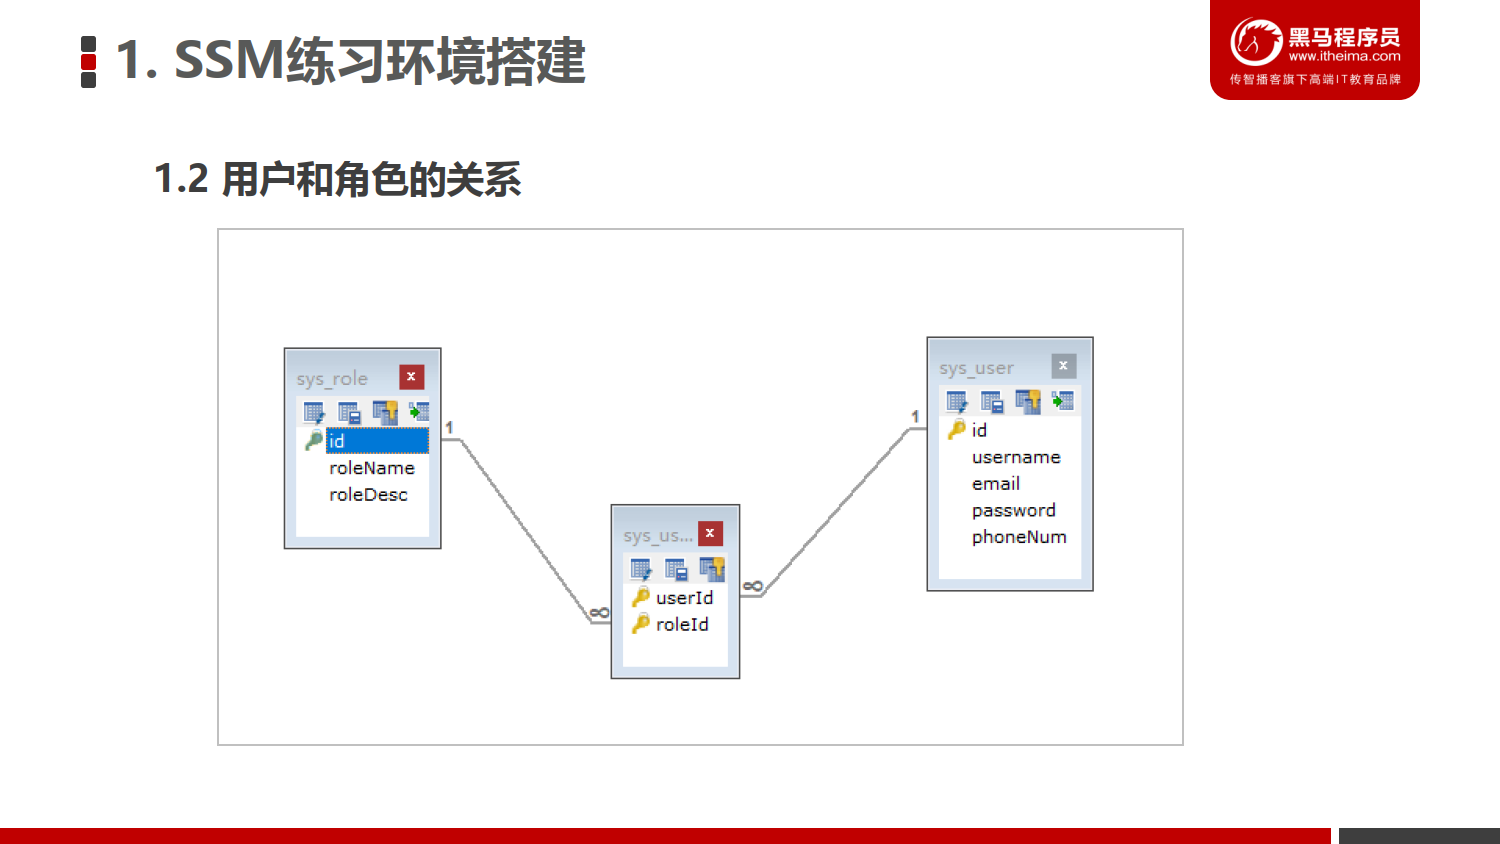 1. SSM练习环境搭建
黑马程序员
www.itheima.com
传智播客旗下高端IT教育品牌
1.2 用户和角色的关系
sys_role
x
id
roleName
roleDesc
1
∞
sys_us...
x
userId
roleId
∞
1
sys_user
x
id
username
email
password
phoneNum